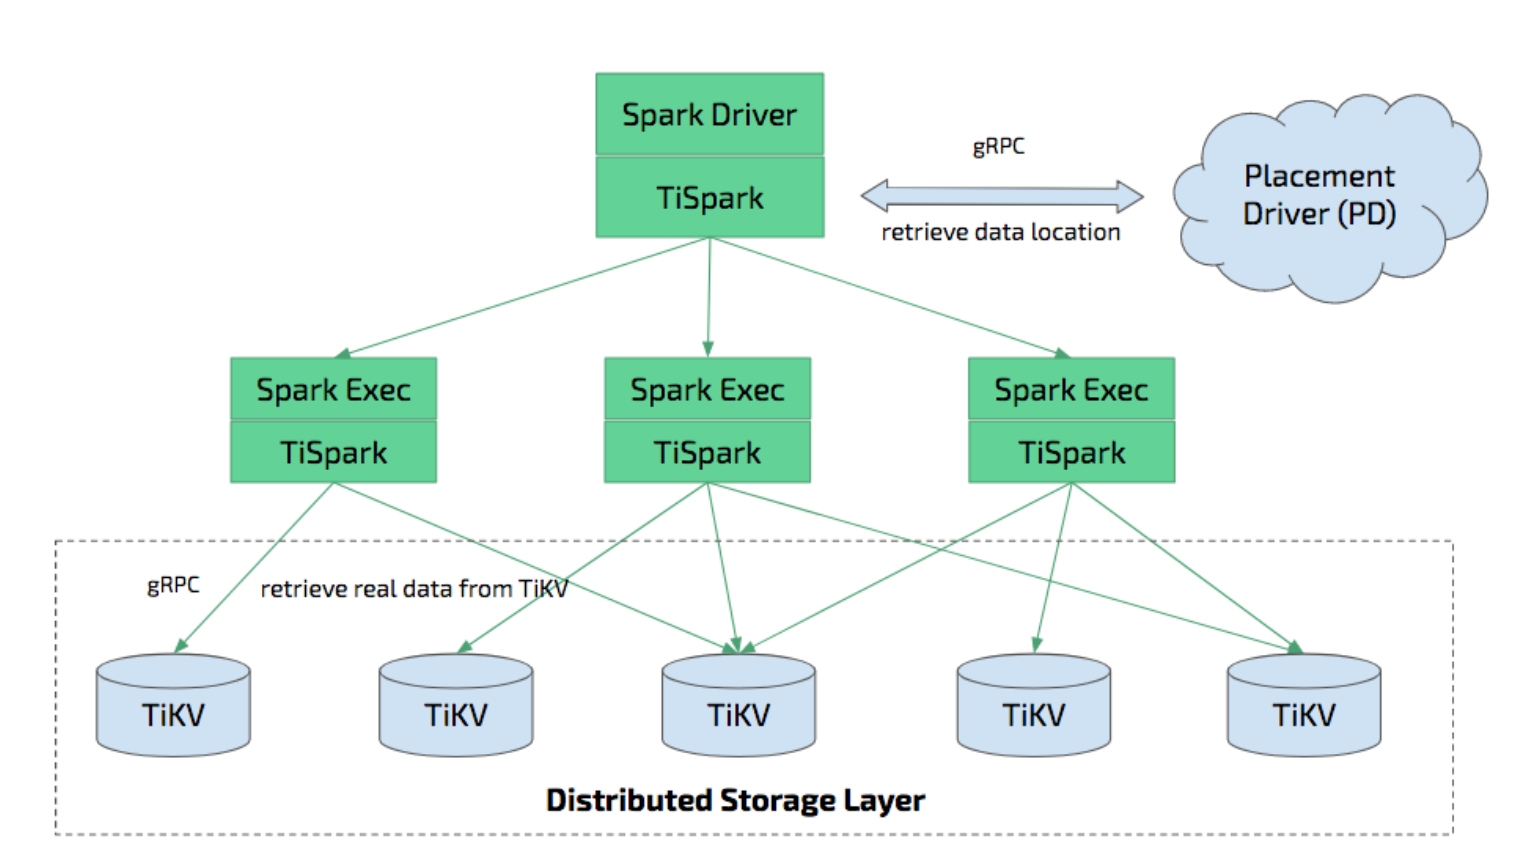 Spark Driver
TiSpark
gRPC
retrieve data location
Placement
Driver (PD)
Spark Exec
TiSpark
Spark Exec
TiSpark
Spark Exec
TiSpark
gRPC
retrieve real data from TiKV
TiKV
TiKV
TiKV
TiKV
TiKV
Distributed Storage Layer